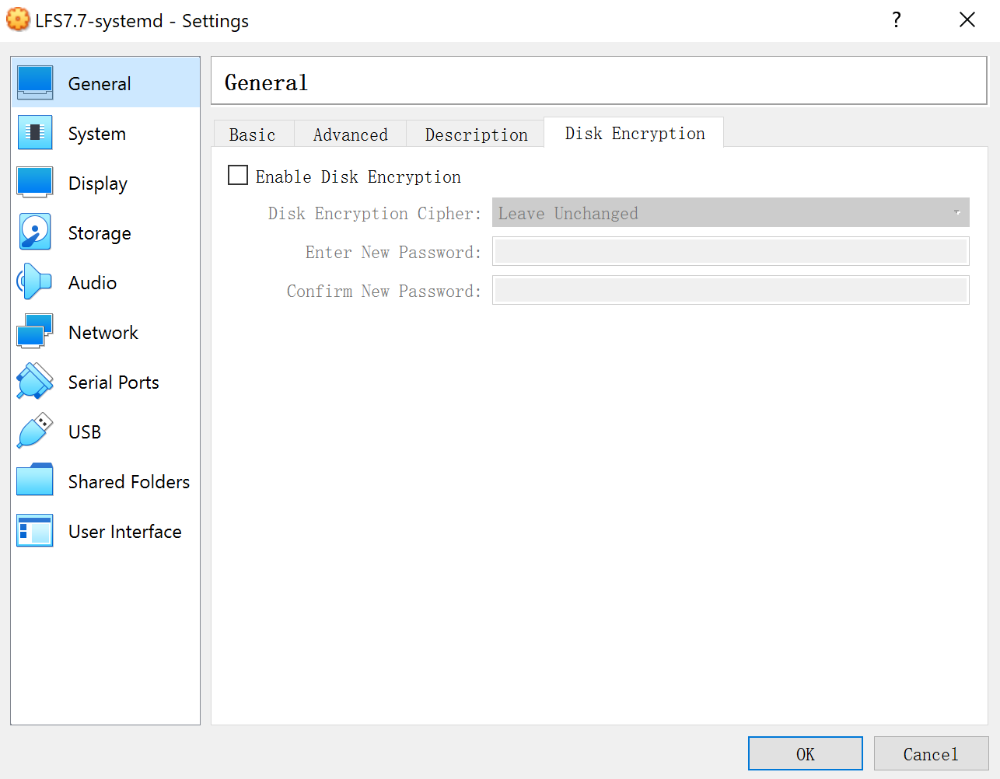 LFS7.7-systemd - Settings
?
General
System
Display
Storage
Audio
Network
Serial Ports
USB
Shared Folders
User Interface
General
Basic Advanced Description Disk Encryption
Enable Disk Encryption
Disk Encryption Cipher: Leave Unchanged
Enter New Password:
Confirm New Password:
OK Cancel